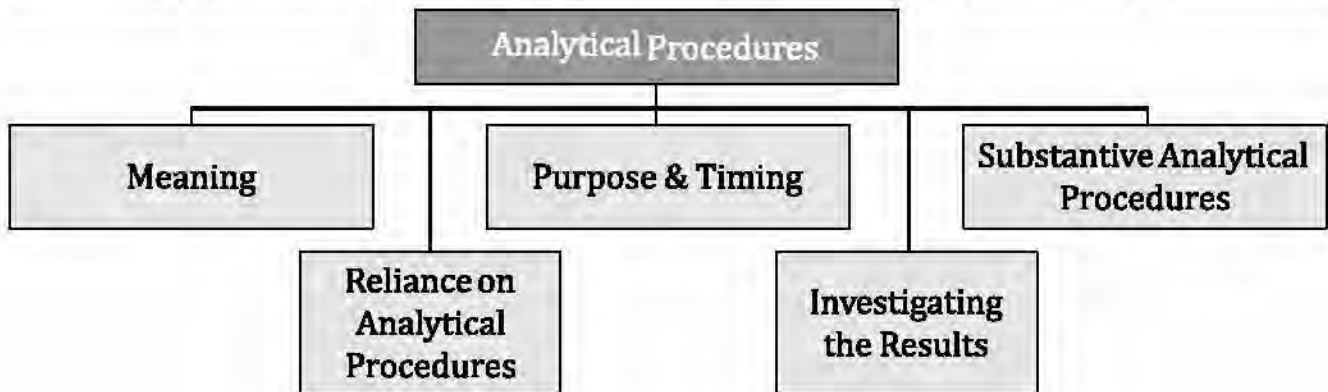 Analytical Procedures
Meaning
Purpose & Timing
Substantive Analytical
Procedures
Reliance on
Analytical
Procedures
Investigating
the Results